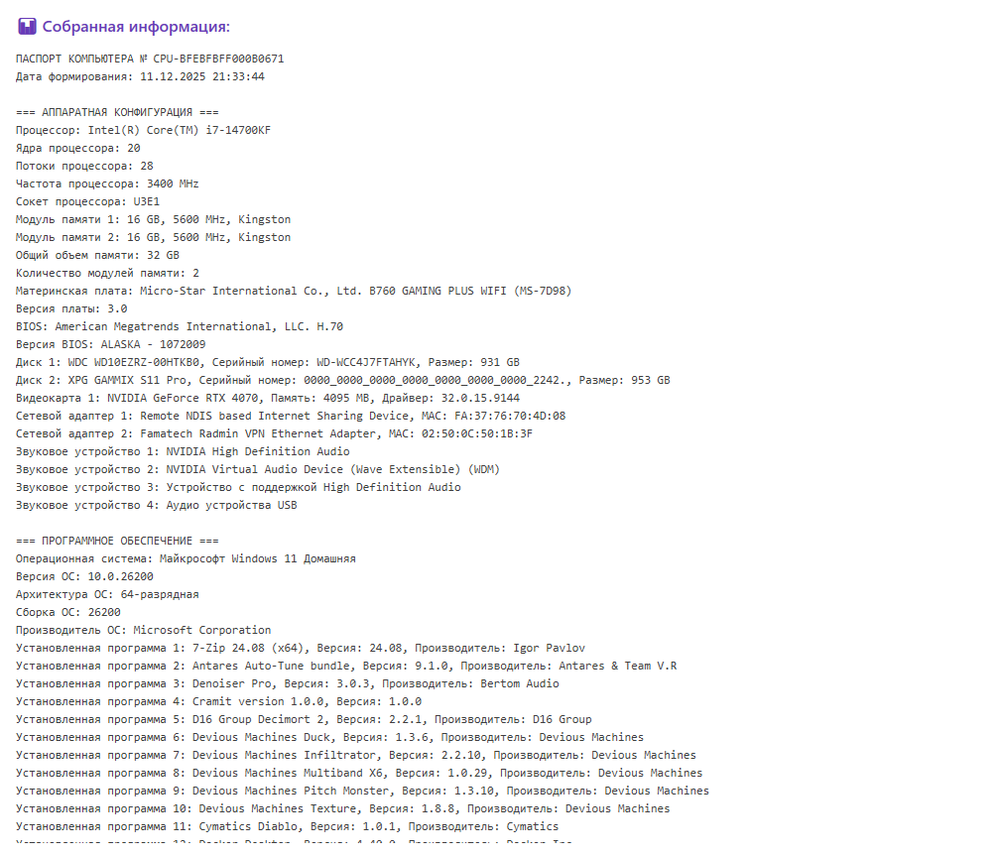 Собранная информация:
ПАСПОРТ КОМПЬЮТЕРА № CPU-BFEBFBFF000B0671
Дата формирования: 11.12.2025 21:33:44
=== АППАРАТНАЯ КОНФИГУРАЦИЯ ===
Процессор: Intel(R) Core(TM) i7-14700KF
Ядра процессора: 20
Потоки процессора: 28
Частота процессора: 3400 MHz
Сокет процессора: U3E1
Модуль памяти 1: 16 GB, 5600 MHz, Kingston
Модуль памяти 2: 16 GB, 5600 MHz, Kingston
Общий объем памяти: 32 GB
Количество модулей памяти: 2
Материнская плата: Micro-Star International Co., Ltd. B760 GAMING PLUS WIFI (MS-7D98)
Версия платы: 3.0
BIOS: American Megatrends International, LLC. H.70
Версия BIOS: ALASKA - 1072009
Диск 1: WDC WD10EZRZ-00HTKB0, Серийный номер: WD-WCC4J7FTAHYK, Размер: 931 GB
Диск 2: XPG GAMMIX S11 Pro, Серийный номер: 0000_0000_0000_0000_0000_0000_0000_2242., Размер: 953 GB
Видеокарта 1: NVIDIA GeForce RTX 4070, Память: 4095 MB, Драйвер: 32.0.15.9144
Сетевой адаптер 1: Remote NDIS based Internet Sharing Device, MAC: FA:37:76:70:4D:08
Сетевой адаптер 2: Famatech Radmin VPN Ethernet Adapter, MAC: 02:50:0C:50:1B:3F
Звуковое устройство 1: NVIDIA High Definition Audio
Звуковое устройство 2: NVIDIA Virtual Audio Device (Wave Extensible) (WDM)
Звуковое устройство 3: Устройство с поддержкой High Definition Audio
Звуковое устройство 4: Аудио устройства USB
=== ПРОГРАММНОЕ ОБЕСПЕЧЕНИЕ ===
Операционная система: Майкрософт Windows 11 Домашняя
Версия ОС: 10.0.26200
Архитектура ОС: 64-разрядная
Сборка ОС: 26200
Производитель ОС: Microsoft Corporation
Установленная программа 1: 7-Zip 24.08 (x64), Версия: 24.08, Производитель: Igor Pavlov
Установленная программа 2: Antares Auto-Tune bundle, Версия: 9.1.0, Производитель: Antares & Team V.R
Установленная программа 3: Denoiser Pro, Версия: 3.0.3, Производитель: Bertom Audio
Установленная программа 4: Cramit version 1.0.0, Версия: 1.0.0
Установленная программа 5: D16 Group Decimort 2, Версия: 2.2.1, Производитель: D16 Group
Установленная программа 6: Devious Machines Duck, Версия: 1.3.6, Производитель: Devious Machines
Установленная программа 7: Devious Machines Infiltrator, Версия: 2.2.10, Производитель: Devious Machines
Установленная программа 8: Devious Machines Multiband X6, Версия: 1.0.29, Производитель: Devious Machines
Установленная программа 9: Devious Machines Pitch Monster, Версия: 1.3.10, Производитель: Devious Machines
Установленная программа 10: Devious Machines Texture, Версия: 1.8.8, Производитель: Devious Machines
Установленная программа 11: Cymatics Diablo, Версия: 1.0.1, Производитель: Cymatics